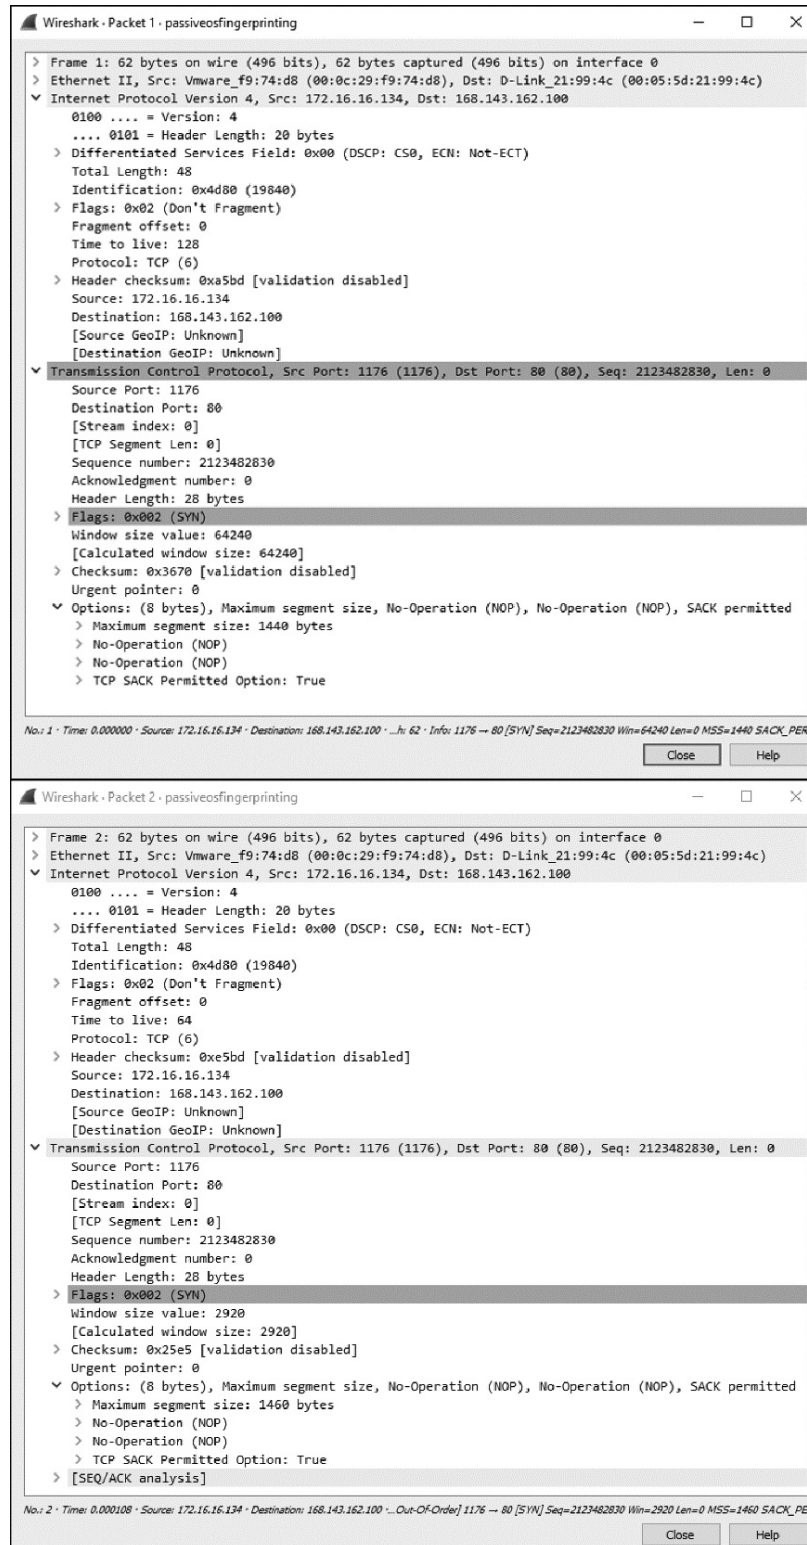 Wireshark · Packet 1 · passiveosfingerprinting
> Frame 1: 62 bytes on wire (496 bits), 62 bytes captured (496 bits) on interface 0
> Ethernet II, Src: Vmware_f9:74:d8 (00:0c:29:f9:74:d8), Dst: D-Link_21:99:4c (00:05:5d:21:99:4c)
Internet Protocol Version 4, Src: 172.16.16.134, Dst: 168.143.162.100
0100 .... = Version: 4
.... 0101 = Header Length: 20 bytes
> Differentiated Services Field: 0x00 (DSCP: CS0, ECN: Not-ECT)
Total Length: 48
Identification: 0x4d80 (19840)
> Flags: 0x02 (Don't Fragment)
Fragment offset: 0
Time to live: 128
Protocol: TCP (6)
> Header checksum: 0xa5bd [validation disabled]
Source: 172.16.16.134
Destination: 168.143.162.100
[Source GeoIP: Unknown]
[Destination GeoIP: Unknown]
Transmission Control Protocol, Src Port: 1176 (1176), Dst Port: 80 (80), Seq: 2123482830, Len: 0
Source Port: 1176
Destination Port: 80
[Stream index: 0]
[TCP Segment Len: 0]
Sequence number: 2123482830
Acknowledgment number: 0
Header Length: 28 bytes
> Flags: 0x002 (SYN)
Window size value: 64240
[Calculated window size: 64240]
> Checksum: 0x3670 [validation disabled]
Urgent pointer: 0
Options: (8 bytes), Maximum segment size, No-Operation (NOP), No-Operation (NOP), SACK permitted
> Maximum segment size: 1440 bytes
> No-Operation (NOP)
> No-Operation (NOP)
> TCP SACK Permitted Option: True
No.: 1 · Time: 0.000000 · Source: 172.16.16.134 · Destination: 168.143.162.100 · ...h: 62 · Info: 1176 → 80 [SYN] Seq=2123482830 Win=64240 Len=0 MSS=1440 SACK_PER
Close Help
Wireshark · Packet 2 · passiveosfingerprinting
> Frame 2: 62 bytes on wire (496 bits), 62 bytes captured (496 bits) on interface 0
> Ethernet II, Src: Vmware_f9:74:d8 (00:0c:29:f9:74:d8), Dst: D-Link_21:99:4c (00:05:5d:21:99:4c)
Internet Protocol Version 4, Src: 172.16.16.134, Dst: 168.143.162.100
0100 .... = Version: 4
.... 0101 = Header Length: 20 bytes
> Differentiated Services Field: 0x00 (DSCP: CS0, ECN: Not-ECT)
Total Length: 48
Identification: 0x4d80 (19840)
> Flags: 0x02 (Don't Fragment)
Fragment offset: 0
Time to live: 64
Protocol: TCP (6)
> Header checksum: 0xe5bd [validation disabled]
Source: 172.16.16.134
Destination: 168.143.162.100
[Source GeoIP: Unknown]
[Destination GeoIP: Unknown]
Transmission Control Protocol, Src Port: 1176 (1176), Dst Port: 80 (80), Seq: 2123482830, Len: 0
Source Port: 1176
Destination Port: 80
[Stream index: 0]
[TCP Segment Len: 0]
Sequence number: 2123482830
Acknowledgment number: 0
Header Length: 28 bytes
> Flags: 0x002 (SYN)
Window size value: 2920
[Calculated window size: 2920]
> Checksum: 0x25e5 [validation disabled]
Urgent pointer: 0
Options: (8 bytes), Maximum segment size, No-Operation (NOP), No-Operation (NOP), SACK permitted
> Maximum segment size: 1460 bytes
> No-Operation (NOP)
> No-Operation (NOP)
> TCP SACK Permitted Option: True
> [SEQ/ACK analysis]
No.: 2 · Time: 0.000108 · Source: 172.16.16.134 · Destination: 168.143.162.100 · ...Out-Of-Order] 1176 → 80 [SYN] Seq=2123482830 Win=2920 Len=0 MSS=1460 SACK_PE
Close Help